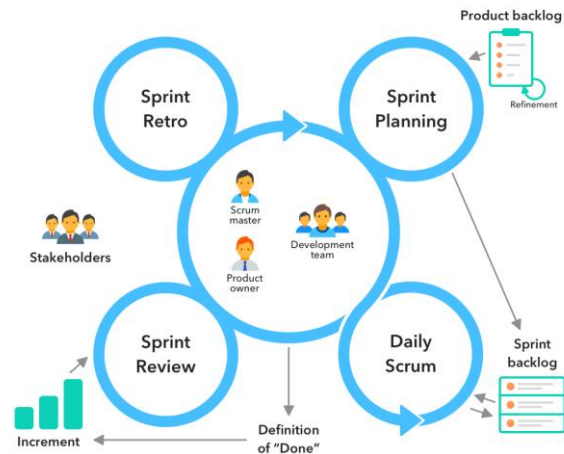 Product backlog
Refinement
Sprint
Retro
Sprint
Planning
Scrum
master
Development
team
Product
owner
Stakeholders
Sprint
Review
Daily
Scrum
Sprint
backlog
Increment
Definition
of “Done”